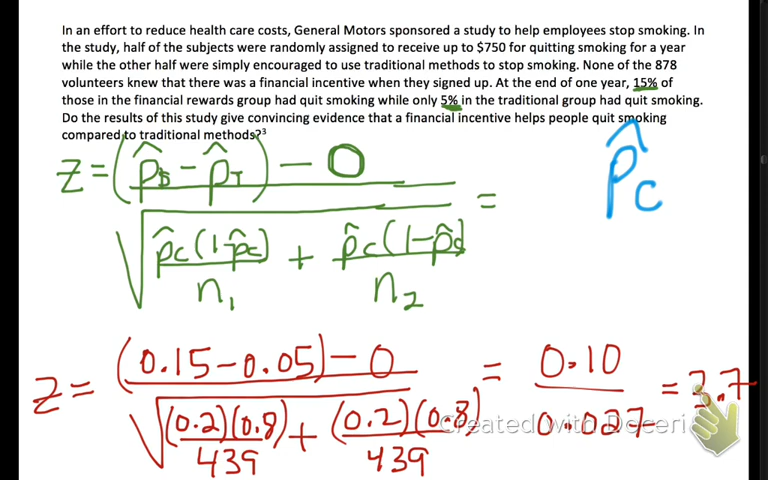 In an effort to reduce health care costs, General Motors sponsored a study to help employees stop smoking. In
the study, half of the subjects were randomly assigned to receive up to $750 for quitting smoking for a year
while the other half were simply encouraged to use traditional methods to stop smoking. None of the 878
volunteers knew that there was a financial incentive when they signed up. At the end of one year, 15% of
those in the financial rewards group had quit smoking while only 5% in the traditional group had quit smoking.
Do the results of this study give convincing evidence that a financial incentive helps people quit smoking
compared to traditional methods?³
z = (p̂$ − p̂T) − 0 / √(p̂c(1−p̂c)/n₁ + p̂c(1−p̂c)/n₂) =
p̂c
z = (0.15−0.05)−0 / √((0.2)(0.8)/439 + (0.2)(0.8)/439) = 0.10/0.027 = 3.7
Created with Doceri